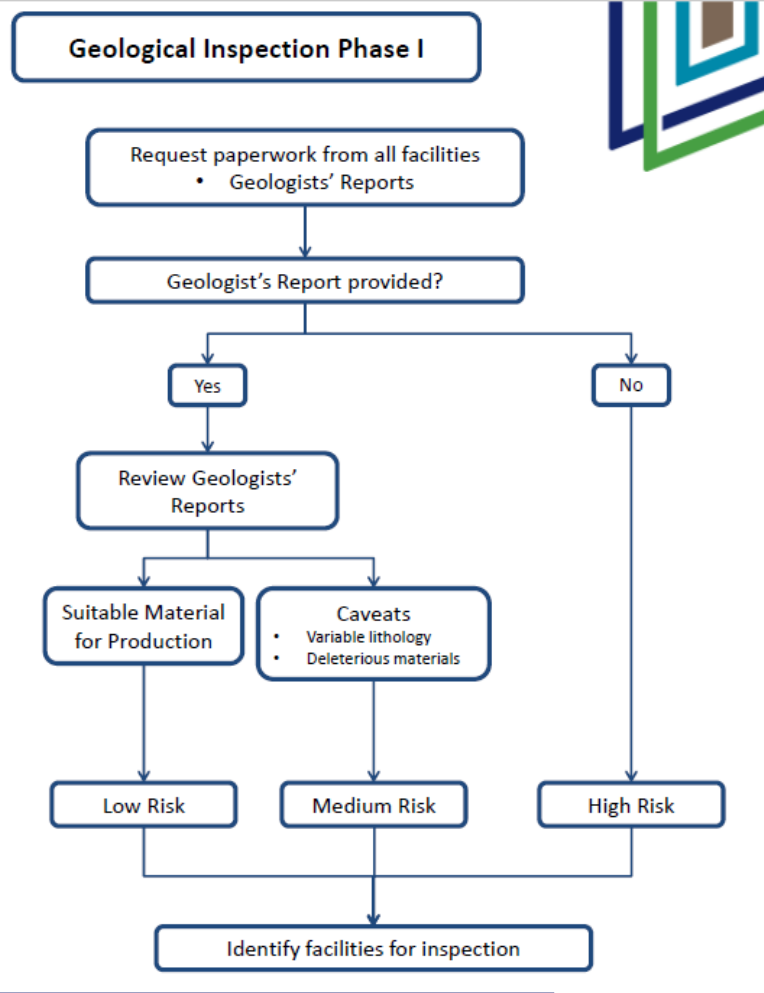 Geological Inspection Phase I
Request paperwork from all facilities
• Geologists' Reports
Geologist's Report provided?
Yes
No
Review Geologists'
Reports
Suitable Material
for Production
Caveats
• Variable lithology
• Deleterious materials
Low Risk
Medium Risk
High Risk
Identify facilities for inspection